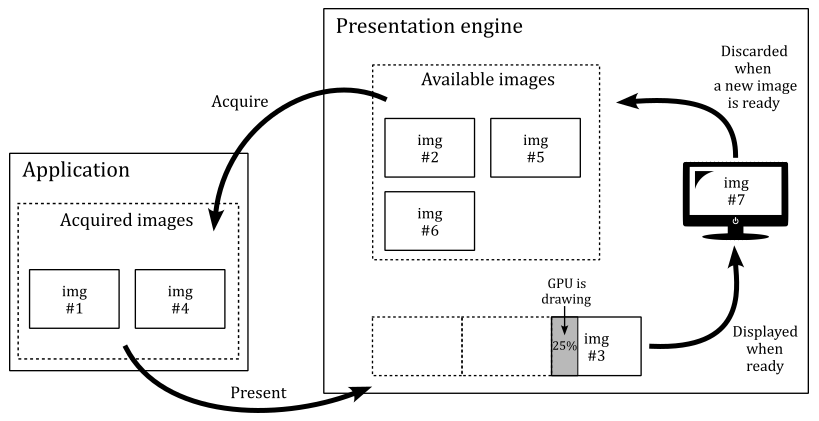 Presentation engine
Available images
img
#2
img
#5
img
#6
Discarded
when
a new image
is ready
img
#7
Acquire
Application
Acquired images
img
#1
img
#4
GPU is
drawing
25%
img
#3
Displayed
when
ready
Present